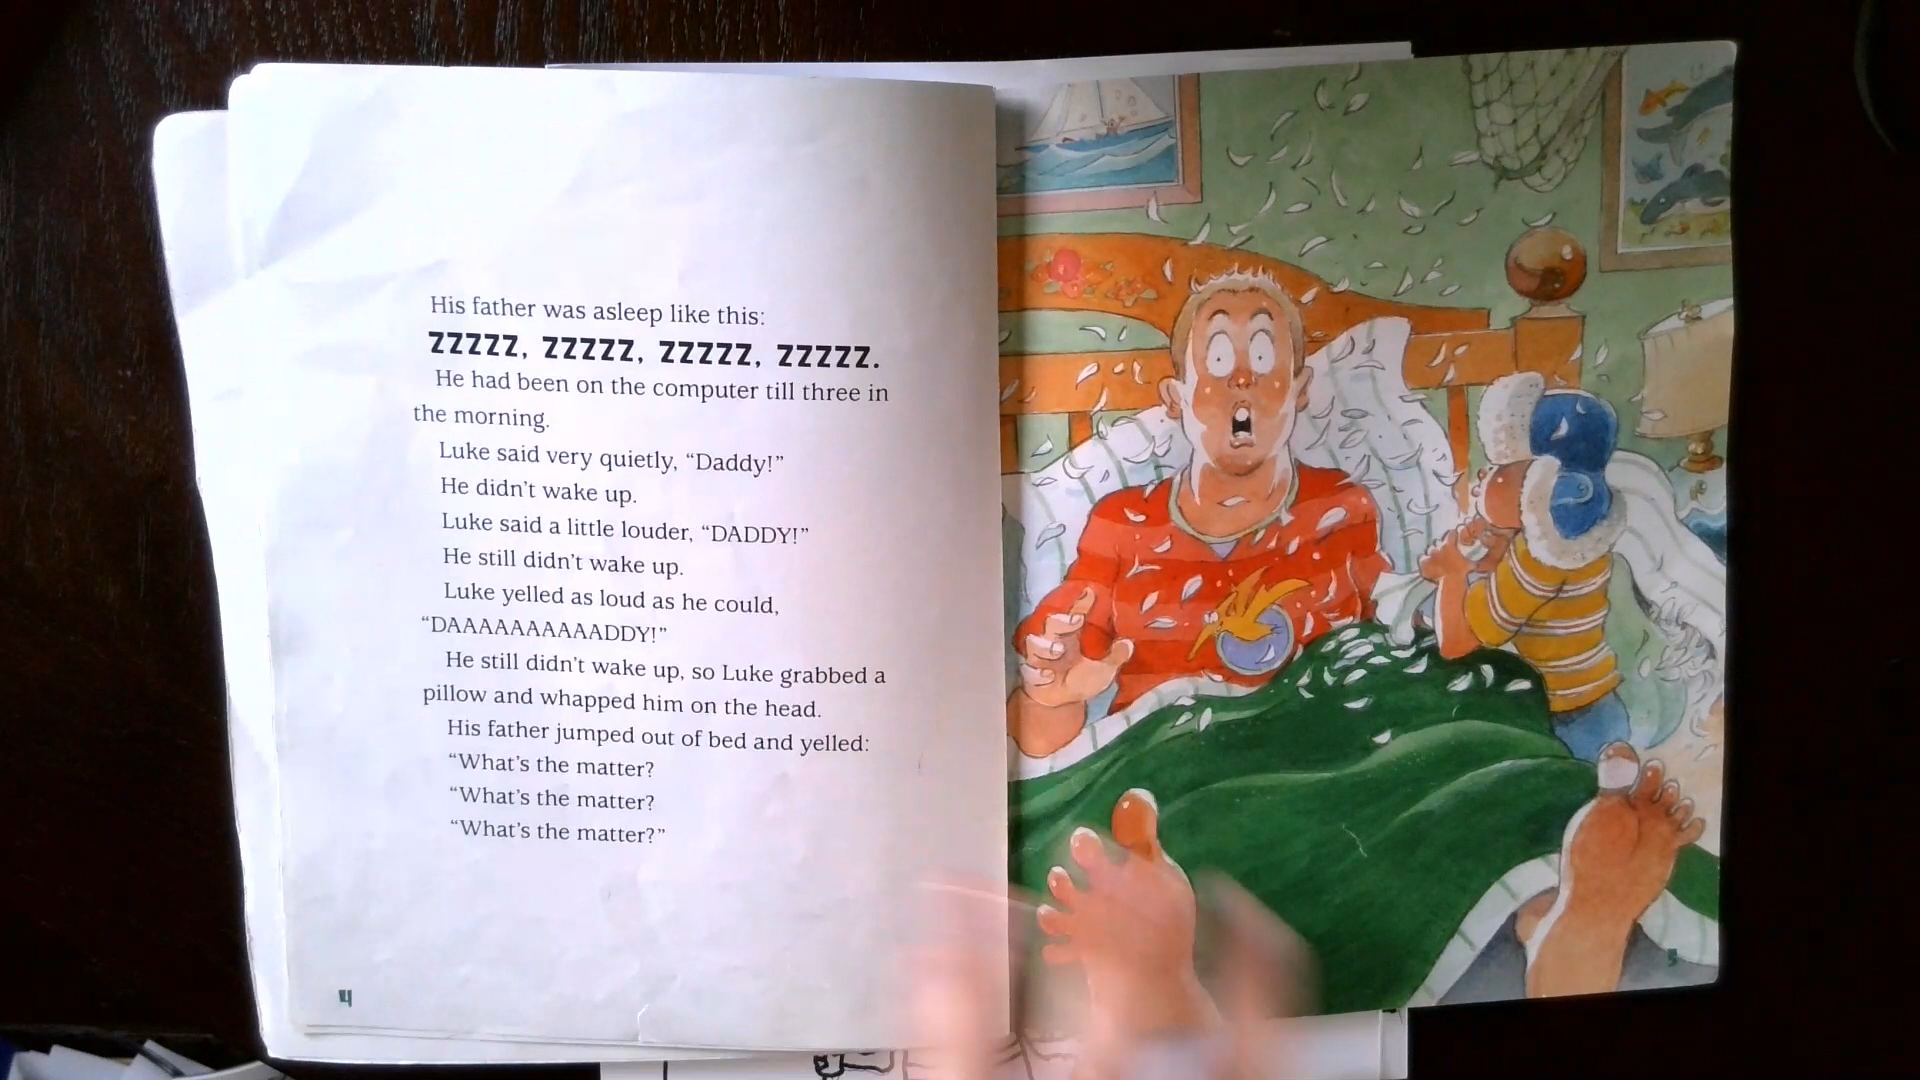 His father was asleep like this:
ZZZZZ, ZZZZZ, ZZZZZ, ZZZZZ.
He had been on the computer till three in
the morning.
Luke said very quietly, “Daddy!”
He didn’t wake up.
Luke said a little louder, “DADDY!”
He still didn’t wake up.
Luke yelled as loud as he could,
“DAAAAAAAAAADDY!”
He still didn’t wake up, so Luke grabbed a
pillow and whapped him on the head.
His father jumped out of bed and yelled:
“What’s the matter?
“What’s the matter?
“What’s the matter?”
4
5